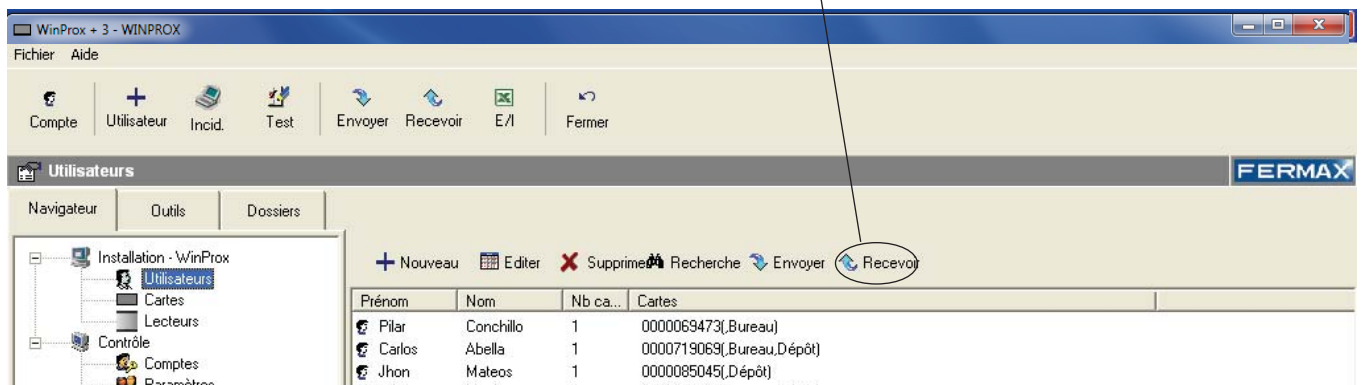 WinProx + 3 - WINPROX
Fichier Aide
Compte Utilisateur Incid. Test Envoyer Recevoir E/I Fermer
Utilisateurs FERMAX
Navigateur Outils Dossiers
Installation - WinProx
Utilisateurs
Cartes
Lecteurs
Contrôle
Comptes
Paramètres
Nouveau Editer Supprime Recherche Envoyer Recevoir
Prénom Nom Nb ca... Cartes
Pilar Conchillo 1 0000069473(,Bureau)
Carlos Abella 1 0000719069(,Bureau,Dépôt)
Jhon Mateos 1 0000085045(,Dépôt)